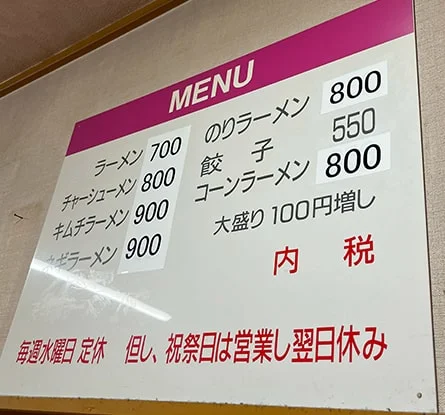 MENU
ラーメン 700
チャーシューメン 800
キムチラーメン 900
ネギラーメン 900
のりラーメン 800
餃子 550
コーンラーメン 800
大盛り100円増し
内税
毎週水曜日 定休 但し、祝祭日は営業し翌日休み